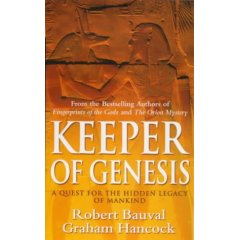 From the Bestselling Authors of
Fingerprints of the Gods and The Orion Mystery
KEEPER
OF GENESIS
A QUEST FOR THE HIDDEN LEGACY
OF MANKIND
Robert Bauval
Graham Hancock